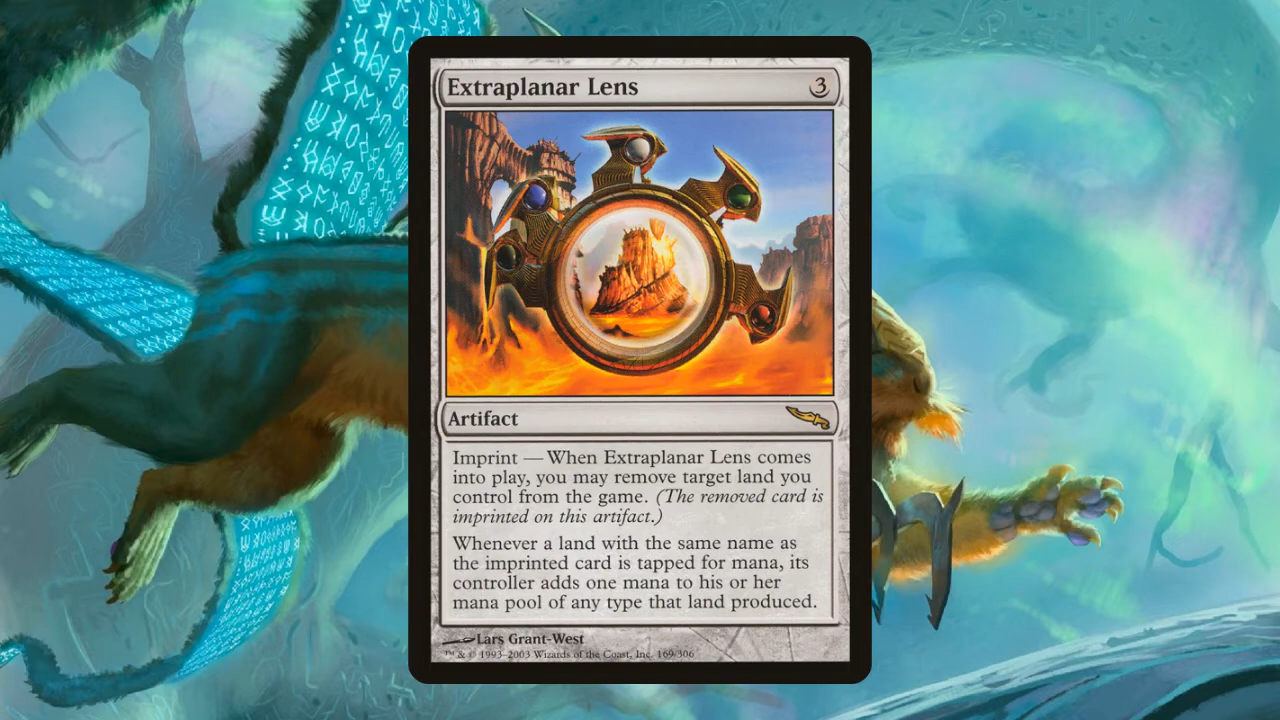 Extraplanar Lens 3
Artifact
Imprint — When Extraplanar Lens comes
into play, you may remove target land you
control from the game. (The removed card is
imprinted on this artifact.)
Whenever a land with the same name as
the imprinted card is tapped for mana, its
controller adds one mana to his or her
mana pool of any type that land produced.
Lars Grant-West
™ & © 1993–2003 Wizards of the Coast, Inc. 169/306